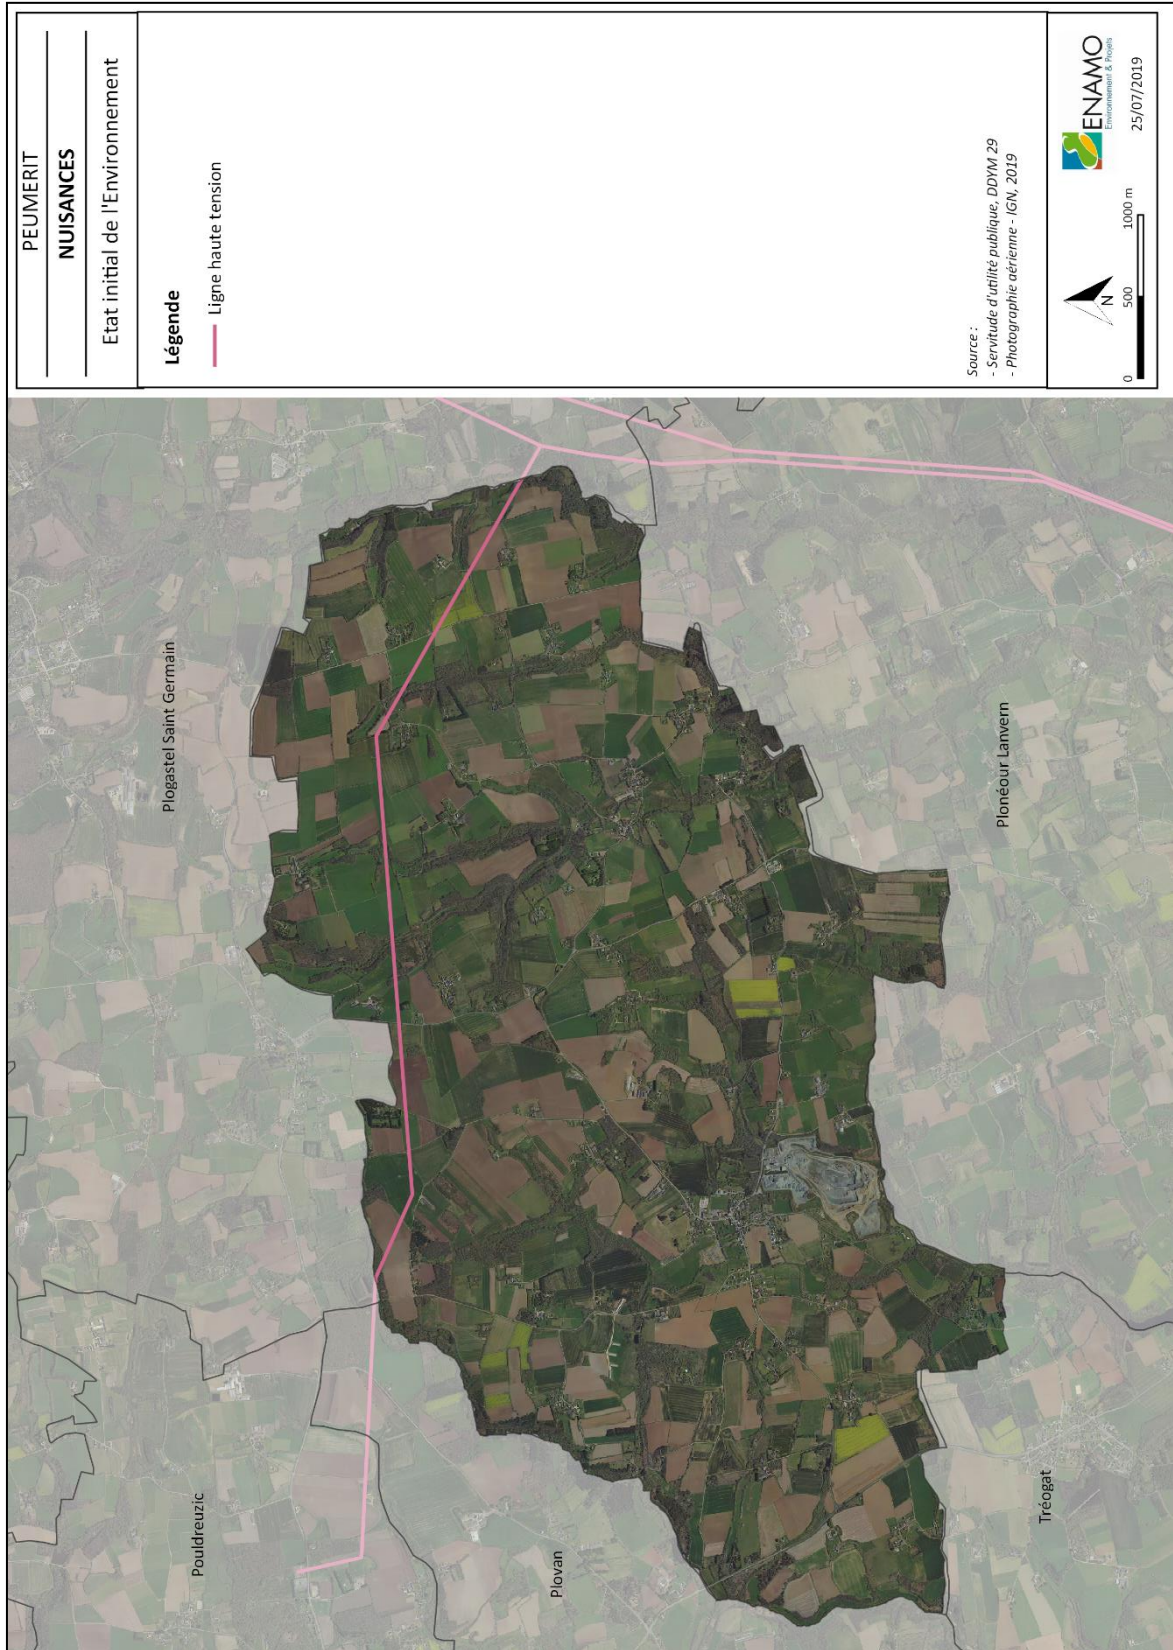 PEUMERIT
NUISANCES
Etat initial de l'Environnement
Légende
Ligne haute tension
Source :
- Servitude d'utilité publique, DDYM 29
- Photographie aérienne - IGN, 2019
N
0 500 1000 m
ENAMO
Environnement & Projets
25/07/2019
Plogastel Saint Germain
Pouldreuzic
Plovan
Plonéour Lanvern
Tréogat